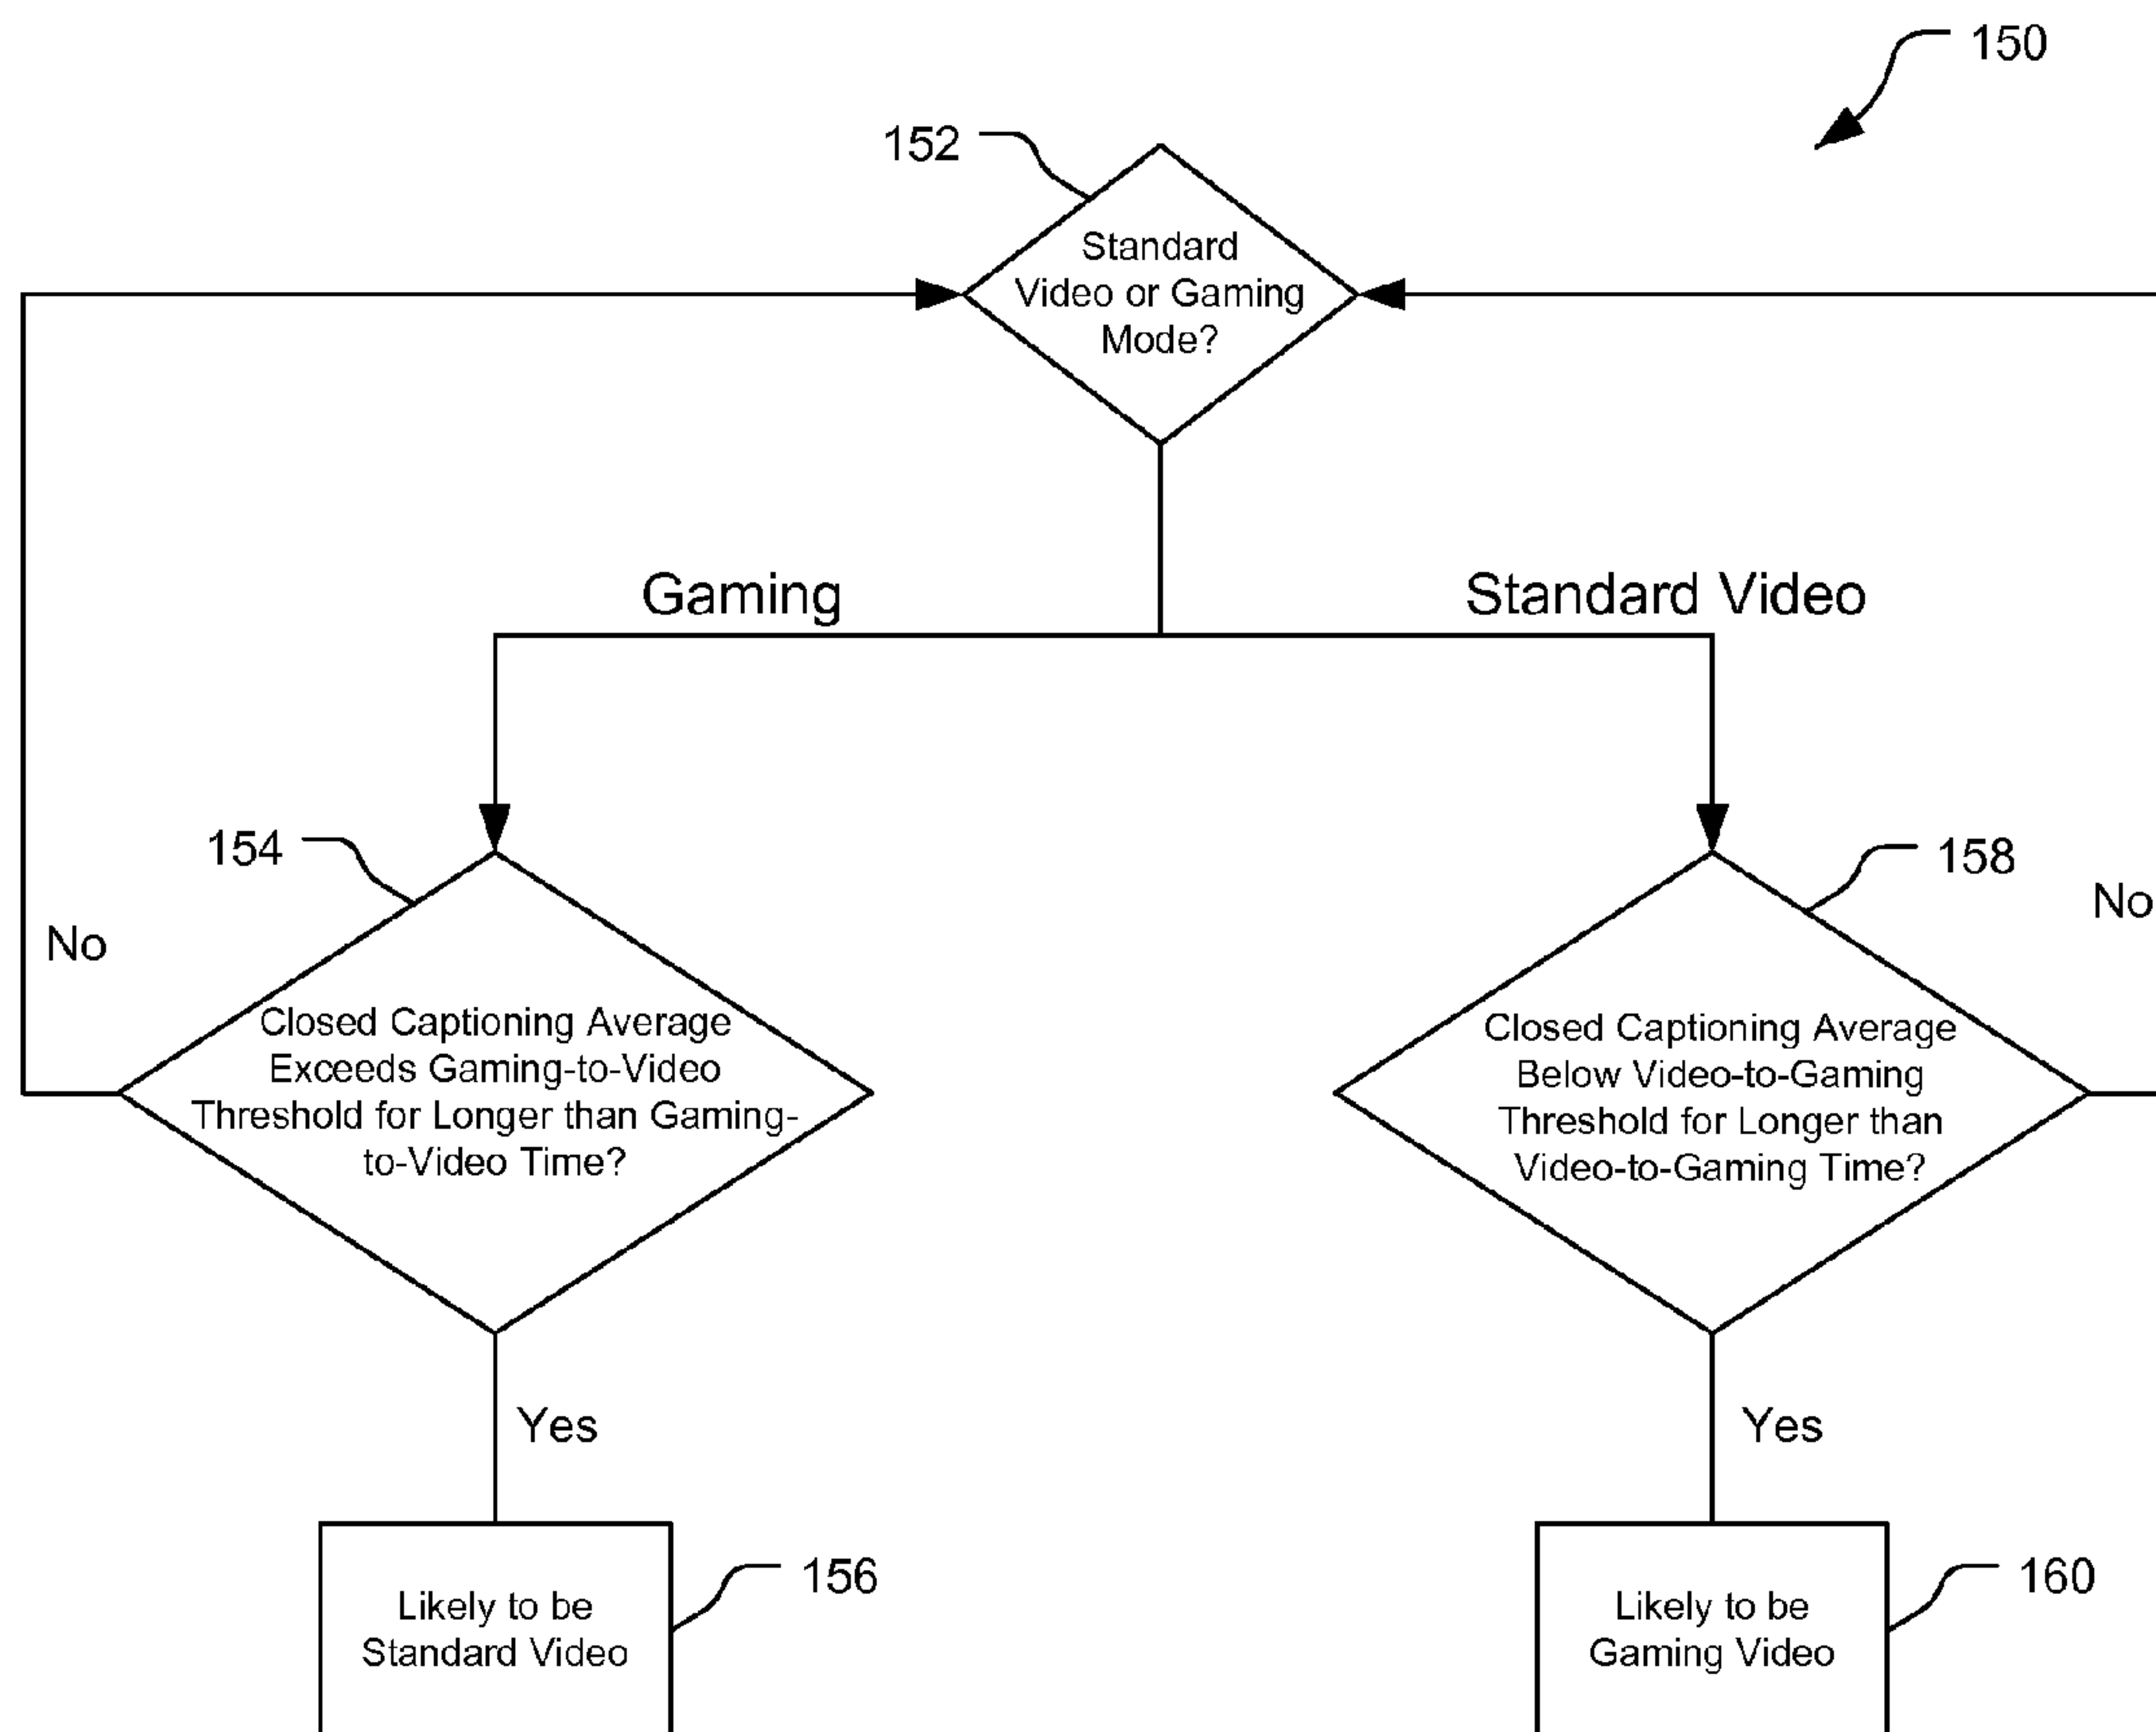 150
152
Standard
Video or Gaming
Mode?
Gaming
Standard Video
154
158
No
No
Closed Captioning Average
Exceeds Gaming-to-Video
Threshold for Longer than Gaming-
to-Video Time?
Closed Captioning Average
Below Video-to-Gaming
Threshold for Longer than
Video-to-Gaming Time?
Yes
Yes
156
160
Likely to be
Standard Video
Likely to be
Gaming Video